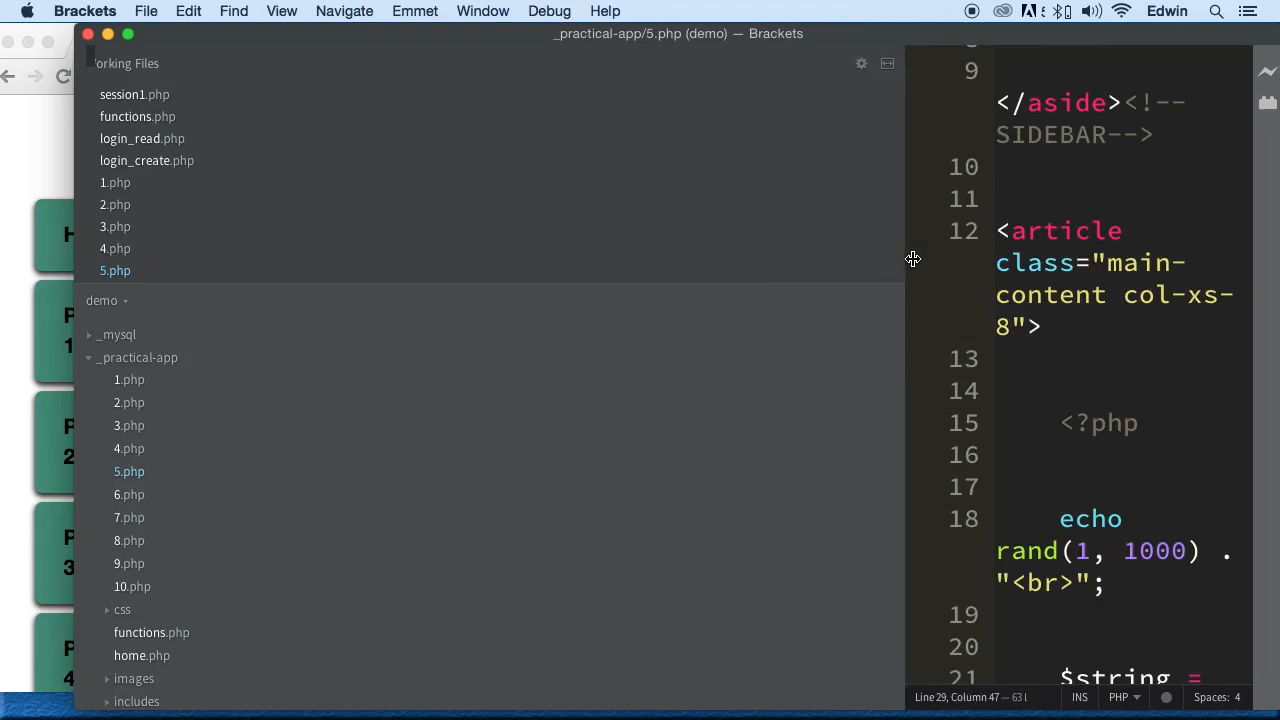 Brackets File Edit Find View Navigate Emmet Window Debug Help Edwin
_practical-app/5.php (demo) — Brackets
orking Files
session1.php
functions.php
login_read.php
login_create.php
1.php
2.php
3.php
4.php
5.php
demo
_mysql
_practical-app
1.php
2.php
3.php
4.php
5.php
6.php
7.php
8.php
9.php
10.php
css
functions.php
home.php
images
includes
H
P
1
P
2
P
3
P
4
9
</aside><!--
SIDEBAR-->
10
11
12 <article
class="main-
content col-xs-
8">
13
14
15 <?php
16
17
18 echo
rand(1, 1000) .
"<br>";
19
20
21 $string =
Line 29, Column 47 — 63 l INS PHP Spaces: 4